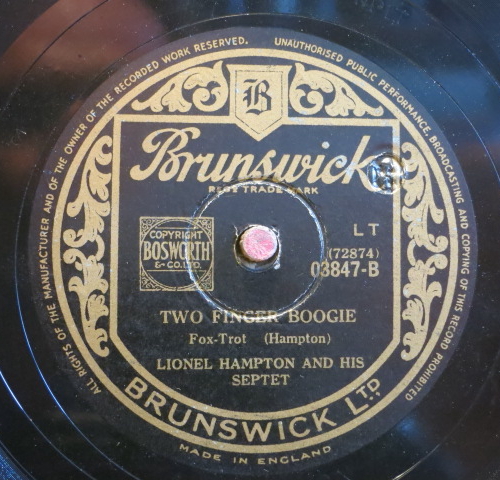 ALL RIGHTS OF THE MANUFACTURER AND OF THE OWNER OF THE RECORDED WORK RESERVED. UNAUTHORISED PUBLIC PERFORMANCE, BROADCASTING AND COPYING OF THIS RECORD PROHIBITED
B
Brunswick
REGD TRADE MARK
COPYRIGHT
BOSWORTH
& CO. LTD.
LT
(72874)
03847-B
TWO FINGER BOOGIE
Fox-Trot (Hampton)
LIONEL HAMPTON AND HIS
SEPTET
BRUNSWICK LTD.
MADE IN ENGLAND